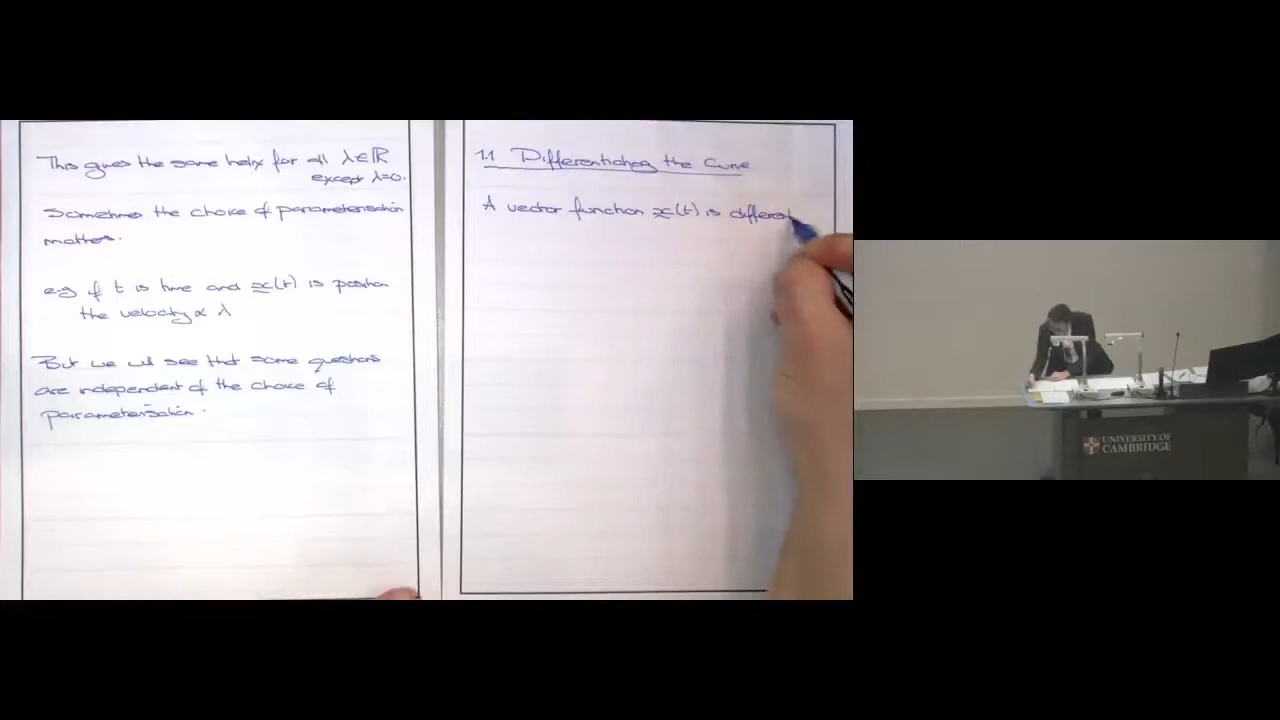 This gives the same helix for all λ∈ℝ
except λ=0.
Sometimes the choice of parameterisation
matters.
e.g. if t is time and x(t) is position
the velocity ∝ λ
But we will see that some questions
are independent of the choice of
parameterisation.
1.1 Differentiating the Curve
A vector function x(t) is different
UNIVERSITY OF
CAMBRIDGE